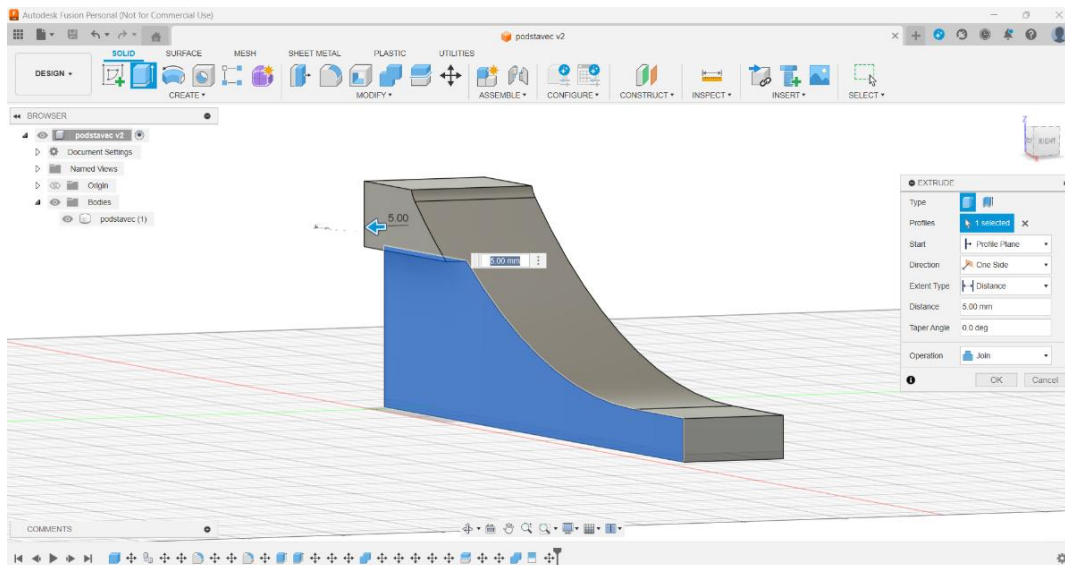 Autodesk Fusion Personal (Not for Commercial Use)
podstavec v2
SOLID SURFACE MESH SHEET METAL PLASTIC UTILITIES
DESIGN
CREATE MODIFY ASSEMBLE CONFIGURE CONSTRUCT INSPECT INSERT SELECT
BROWSER
podstavec v2
Document Settings
Named Views
Origin
Bodies
podstavec (1)
Z
RIGHT
5.00
5.00 mm
EXTRUDE
Type
Profiles 1 selected
Start Profile Plane
Direction One Side
Extent Type Distance
Distance 5.00 mm
Taper Angle 0.0 deg
Operation Join
OK Cancel
COMMENTS